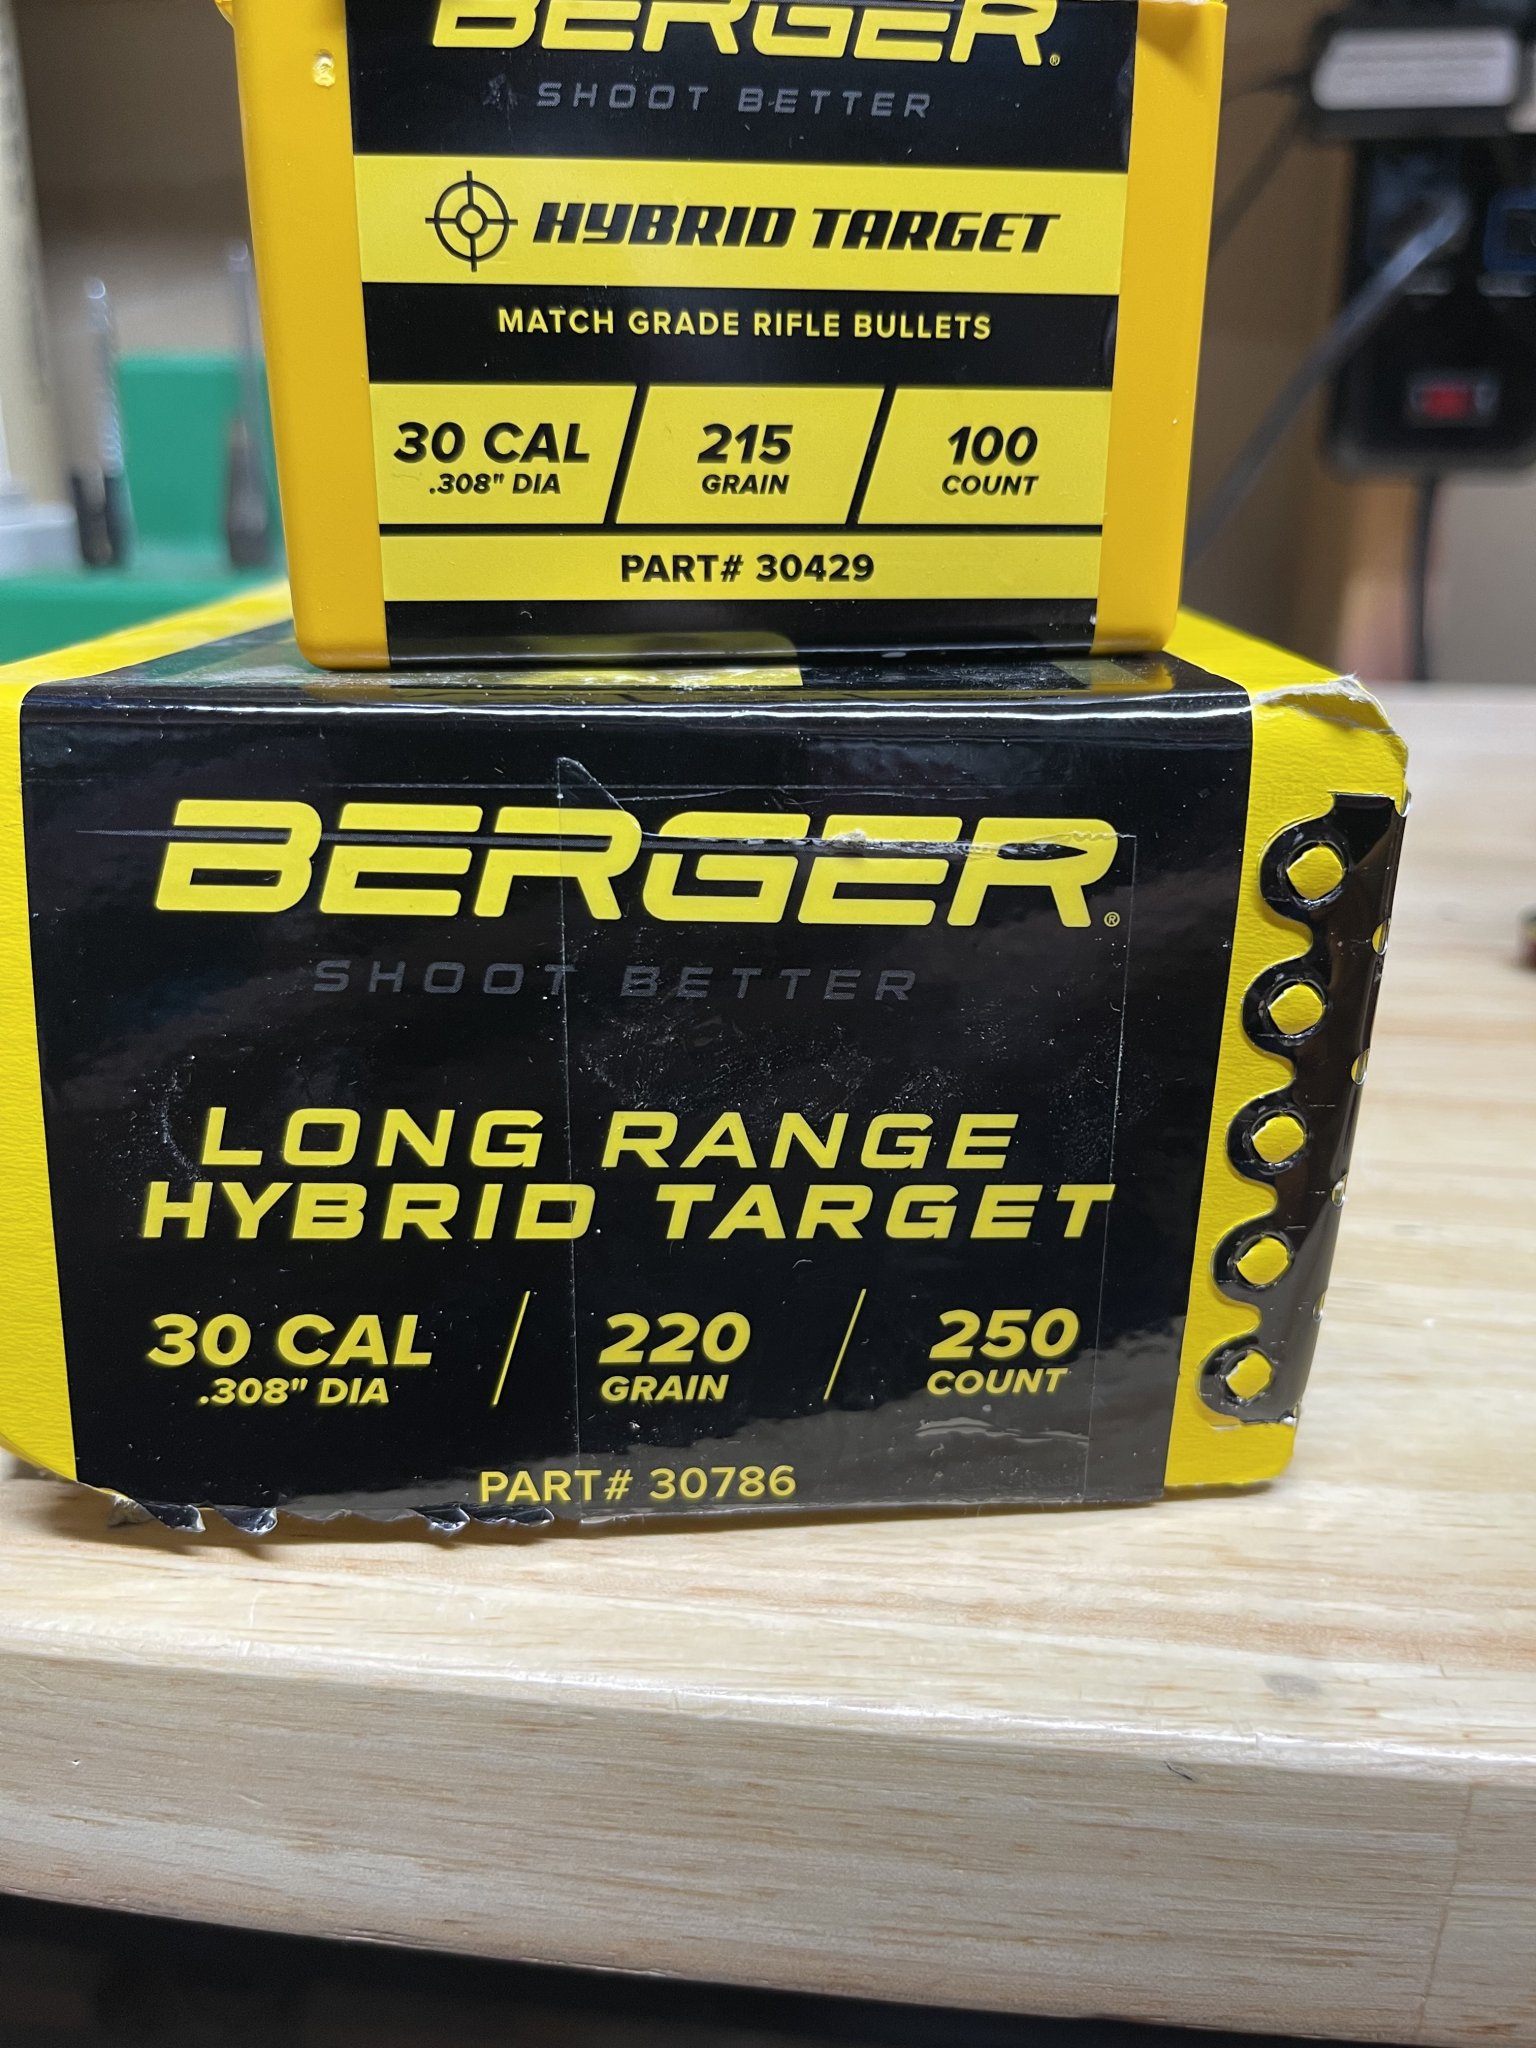 BERGER®
SHOOT BETTER
HYBRID TARGET
MATCH GRADE RIFLE BULLETS
30 CAL 215 100
.308" DIA GRAIN COUNT
PART# 30429
BERGER®
SHOOT BETTER
LONG RANGE
HYBRID TARGET
30 CAL / 220 / 250
.308" DIA GRAIN COUNT
PART# 30786